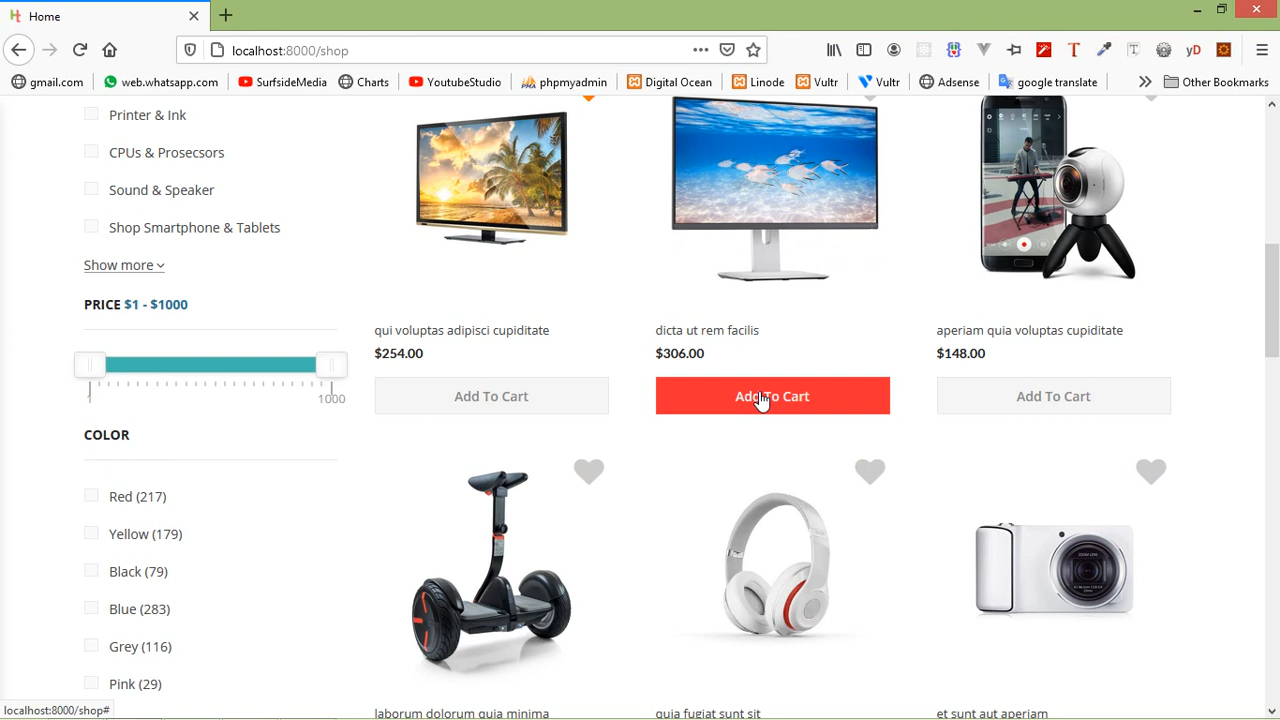 Home
localhost:8000/shop
gmail.com
web.whatsapp.com
SurfsideMedia
Charts
YoutubeStudio
phpmyadmin
Digital Ocean
Linode
Vultr
Vultr
Adsense
google translate
Other Bookmarks
Printer & Ink
CPUs & Prosecsors
Sound & Speaker
Shop Smartphone & Tablets
Show more
PRICE $1 - $1000
1000
COLOR
Red (217)
Yellow (179)
Black (79)
Blue (283)
Grey (116)
Pink (29)
qui voluptas adipisci cupiditate
$254.00
Add To Cart
dicta ut rem facilis
$306.00
Add To Cart
aperiam quia voluptas cupiditate
$148.00
Add To Cart
laborum dolorum quia minima
quia fugiat sunt sit
et sunt aut aperiam
localhost:8000/shop#